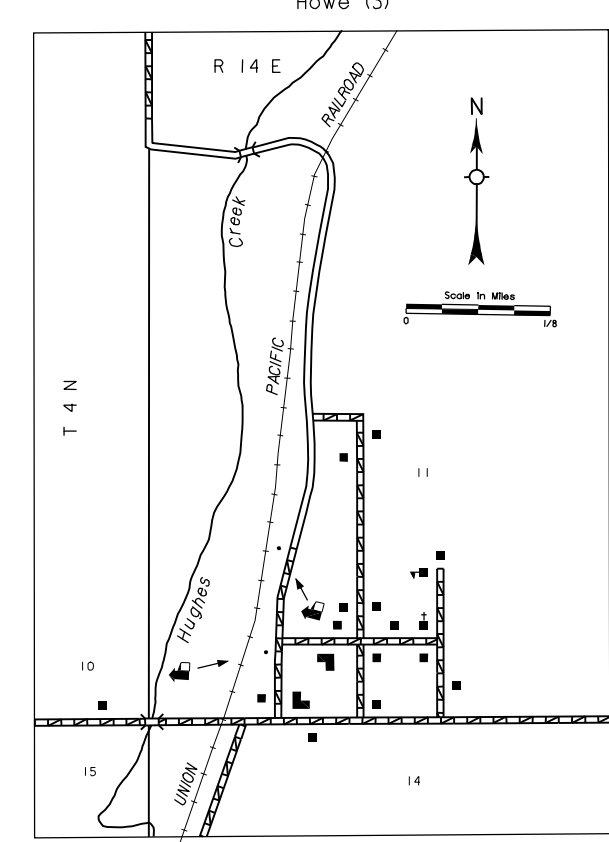 Howe (3)
R 14 E
RAILROAD
N
Creek
Scale in Miles
0 1/8
PACIFIC
T 4 N
11
Hughes
10
15
UNION
14